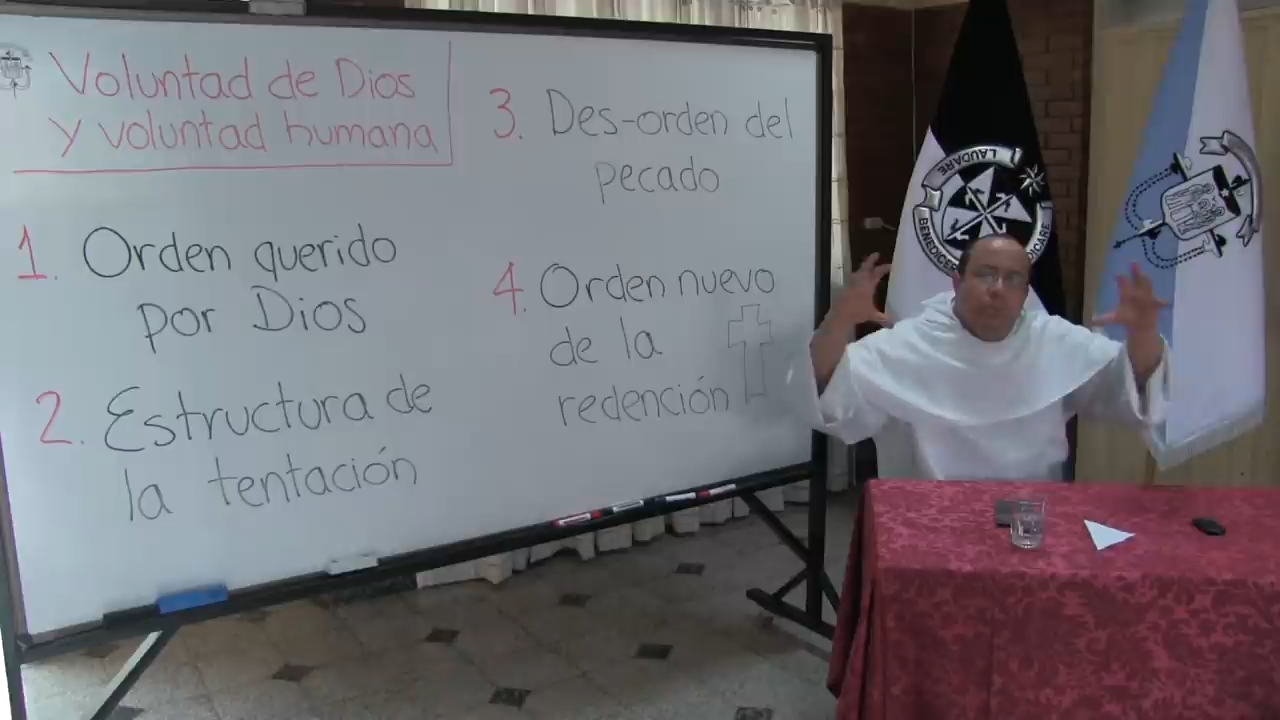 Voluntad de Dios
y voluntad humana
1. Orden querido
por Dios
2. Estructura de
la tentación
3. Des-orden del
pecado
4. Orden nuevo
de la
redención
LAUDARE